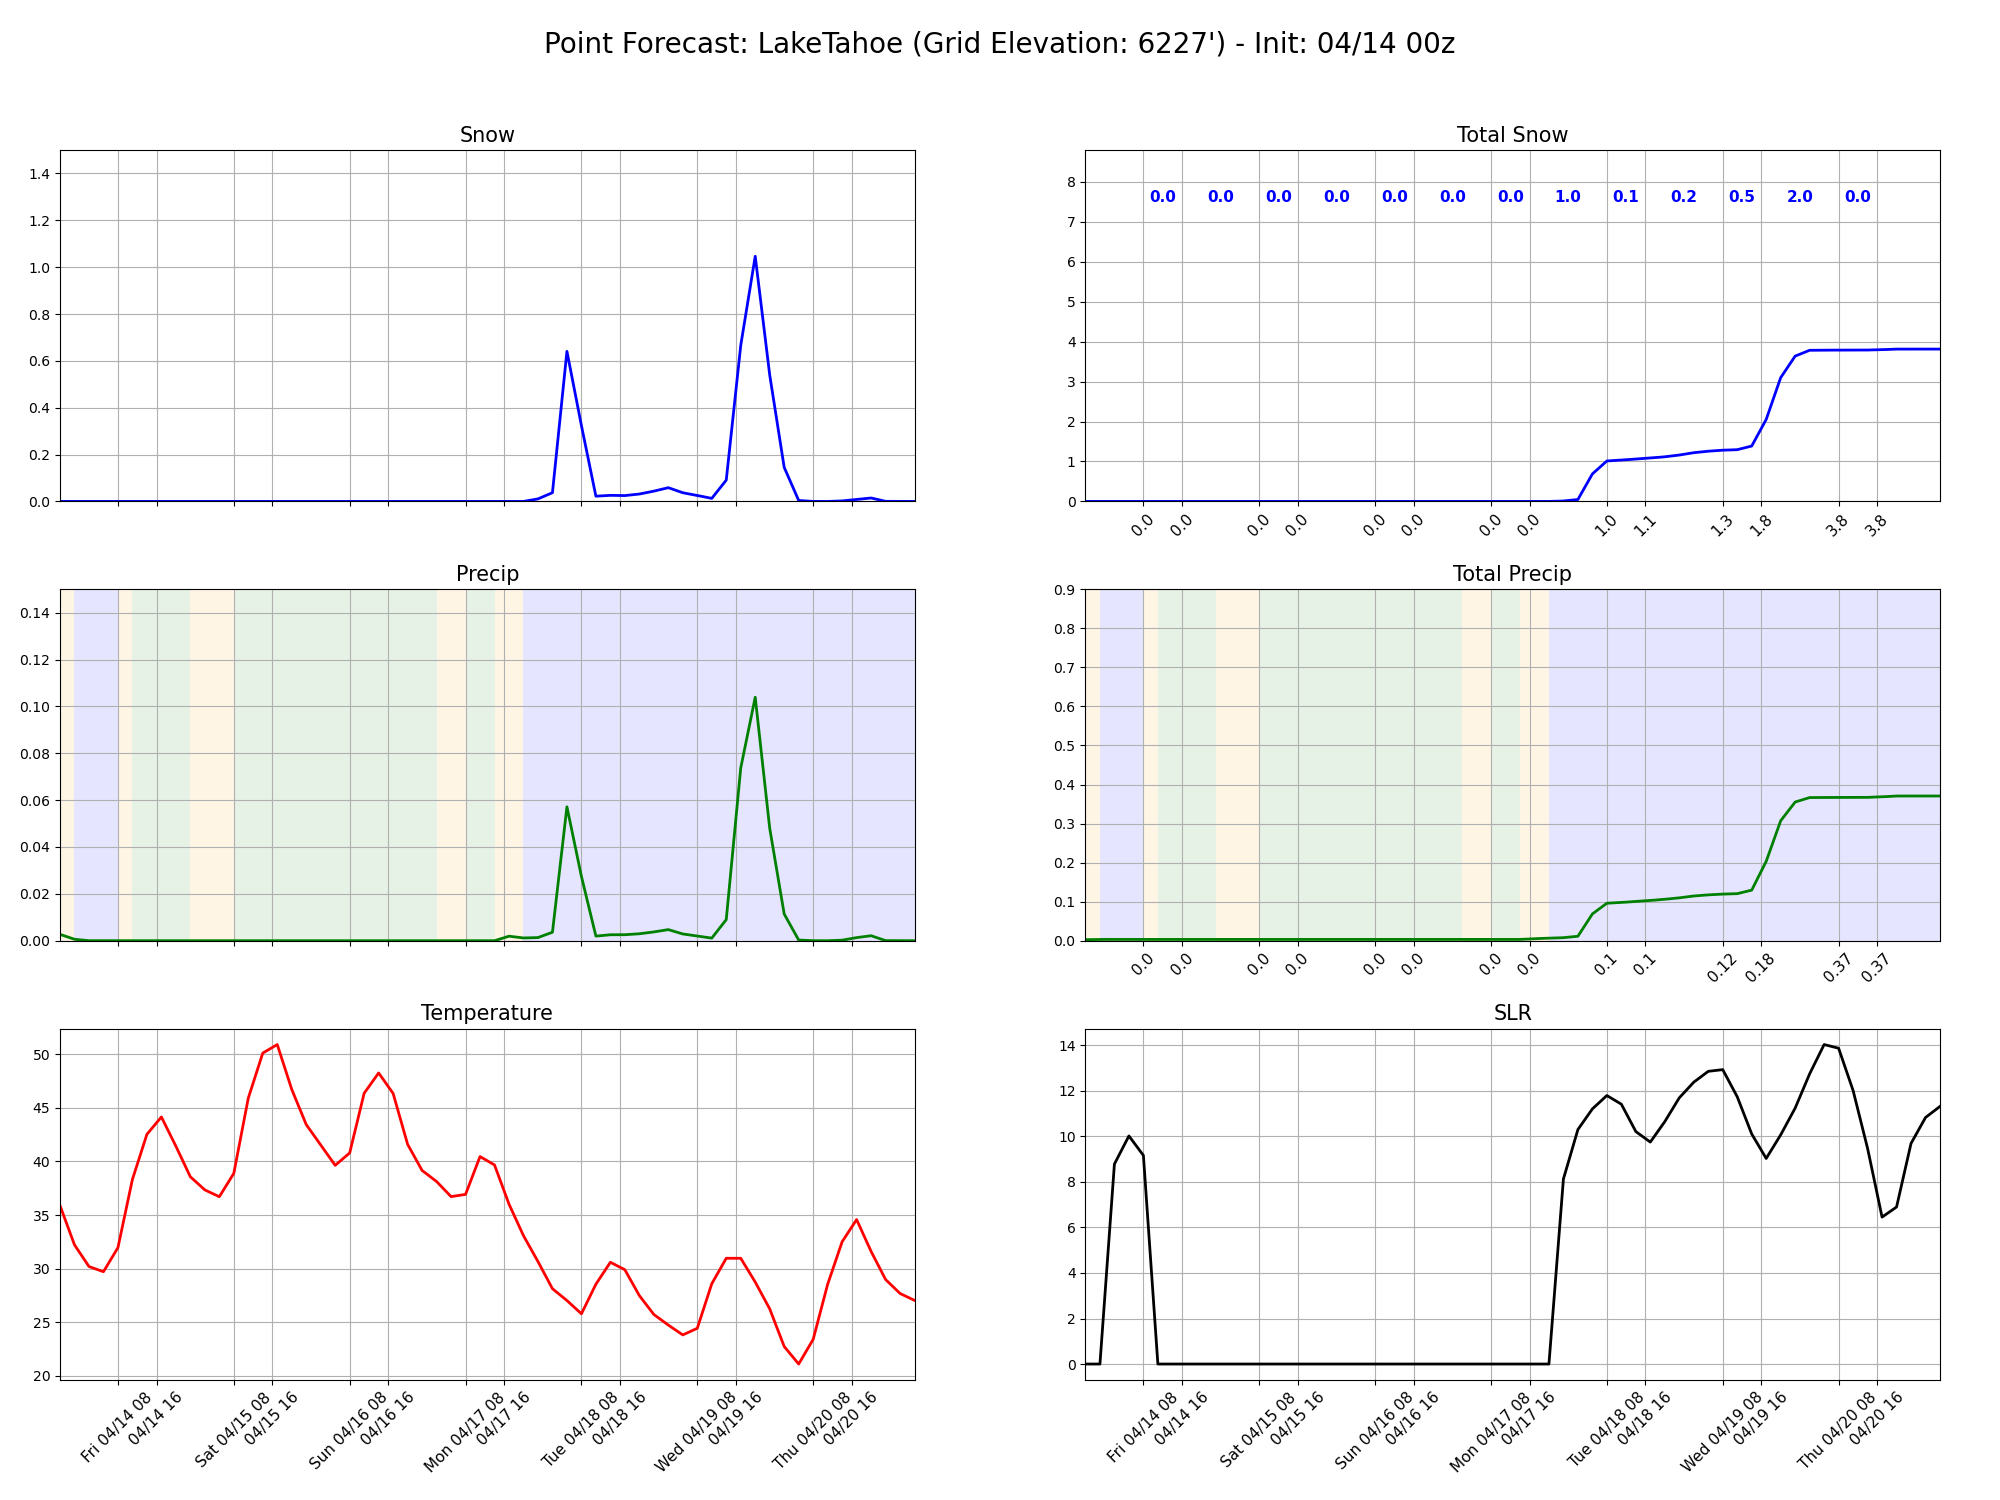 Point Forecast: LakeTahoe (Grid Elevation: 6227') - Init: 04/14 00z
Snow
1.4
1.2
1.0
0.8
0.6
0.4
0.2
0.0
Total Snow
8
7
6
5
4
3
2
1
0
0.0 0.0 0.0 0.0 0.0 0.0 0.0 1.0 0.1 0.2 0.5 2.0 0.0
0.0 0.0 0.0 0.0 0.0 0.0 0.0 0.0 1.0 1.1 1.3 1.8 3.8 3.8
Precip
0.14
0.12
0.10
0.08
0.06
0.04
0.02
0.00
Total Precip
0.9
0.8
0.7
0.6
0.5
0.4
0.3
0.2
0.1
0.0
0.0 0.0 0.0 0.0 0.0 0.0 0.0 0.0 0.1 0.1 0.12 0.18 0.37 0.37
Temperature
50
45
40
35
30
25
20
Fri 04/14 08
04/14 16
Sat 04/15 08
04/15 16
Sun 04/16 08
04/16 16
Mon 04/17 08
04/17 16
Tue 04/18 08
04/18 16
Wed 04/19 08
04/19 16
Thu 04/20 08
04/20 16
SLR
14
12
10
8
6
4
2
0
Fri 04/14 08
04/14 16
Sat 04/15 08
04/15 16
Sun 04/16 08
04/16 16
Mon 04/17 08
04/17 16
Tue 04/18 08
04/18 16
Wed 04/19 08
04/19 16
Thu 04/20 08
04/20 16